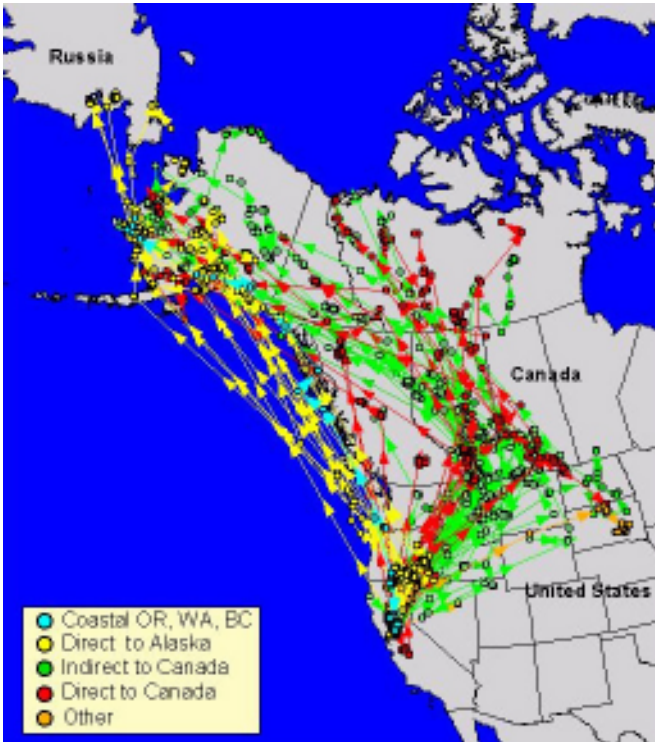 Russia
Canada
United States
Coastal OR, WA, BC
Direct to Alaska
Indirect to Canada
Direct to Canada
Other